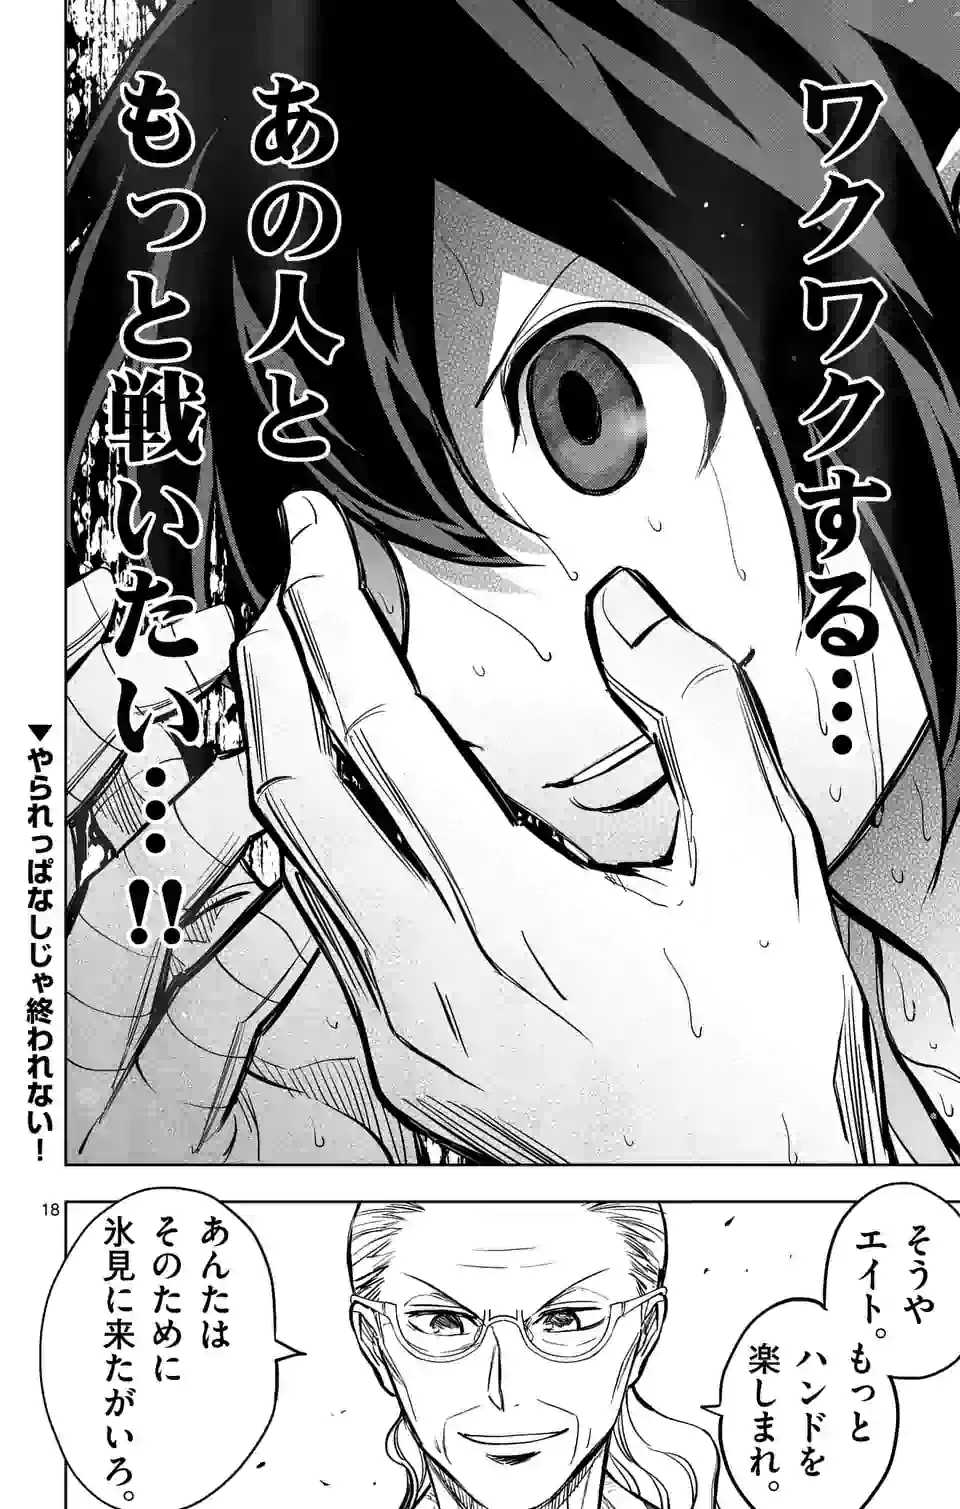 ワクワクする…
あの人と
もっと戦いたい…!!
▼やられっぱなしじゃ終われない!
18
そうや
エイト。もっと
ハンドを
楽しまれ。
あんたは
そのために
氷見に来たがいろ。